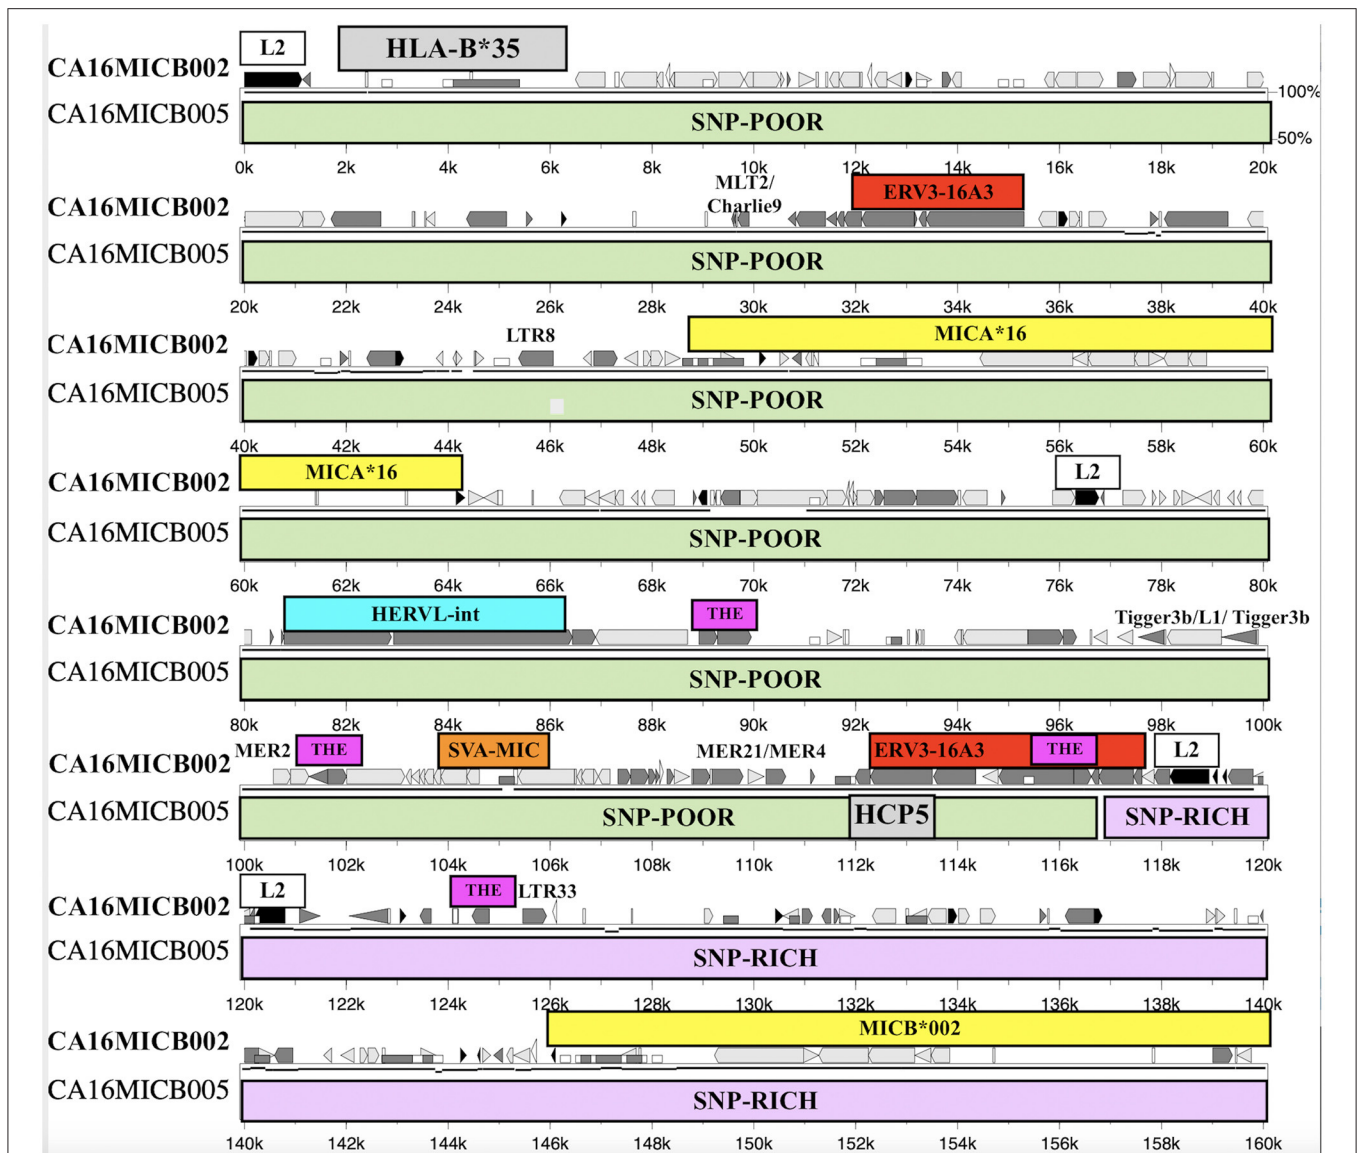 L2 HLA-B*35
CA16MICB002
CA16MICB005 SNP-POOR 100% 50%
0k 2k 4k 6k 8k 10k 12k 14k 16k 18k 20k
MLT2/ ERV3-16A3
CA16MICB002 Charlie9
CA16MICB005 SNP-POOR
20k 22k 24k 26k 28k 30k 32k 34k 36k 38k 40k
CA16MICB002 LTR8 MICA*16
CA16MICB005 SNP-POOR
40k 42k 44k 46k 48k 50k 52k 54k 56k 58k 60k
CA16MICB002 MICA*16 L2
CA16MICB005 SNP-POOR
60k 62k 64k 66k 68k 70k 72k 74k 76k 78k 80k
CA16MICB002 HERVL-int THE Tigger3b/L1/ Tigger3b
CA16MICB005 SNP-POOR
80k 82k 84k 86k 88k 90k 92k 94k 96k 98k 100k
MER2 THE SVA-MIC MER21/MER4 ERV3-16A3 THE L2
CA16MICB002
CA16MICB005 SNP-POOR HCP5 SNP-RICH
100k 102k 104k 106k 108k 110k 112k 114k 116k 118k 120k
L2 THE LTR33
CA16MICB002
CA16MICB005 SNP-RICH
120k 122k 124k 126k 128k 130k 132k 134k 136k 138k 140k
CA16MICB002 MICB*002
CA16MICB005 SNP-RICH
140k 142k 144k 146k 148k 150k 152k 154k 156k 158k 160k